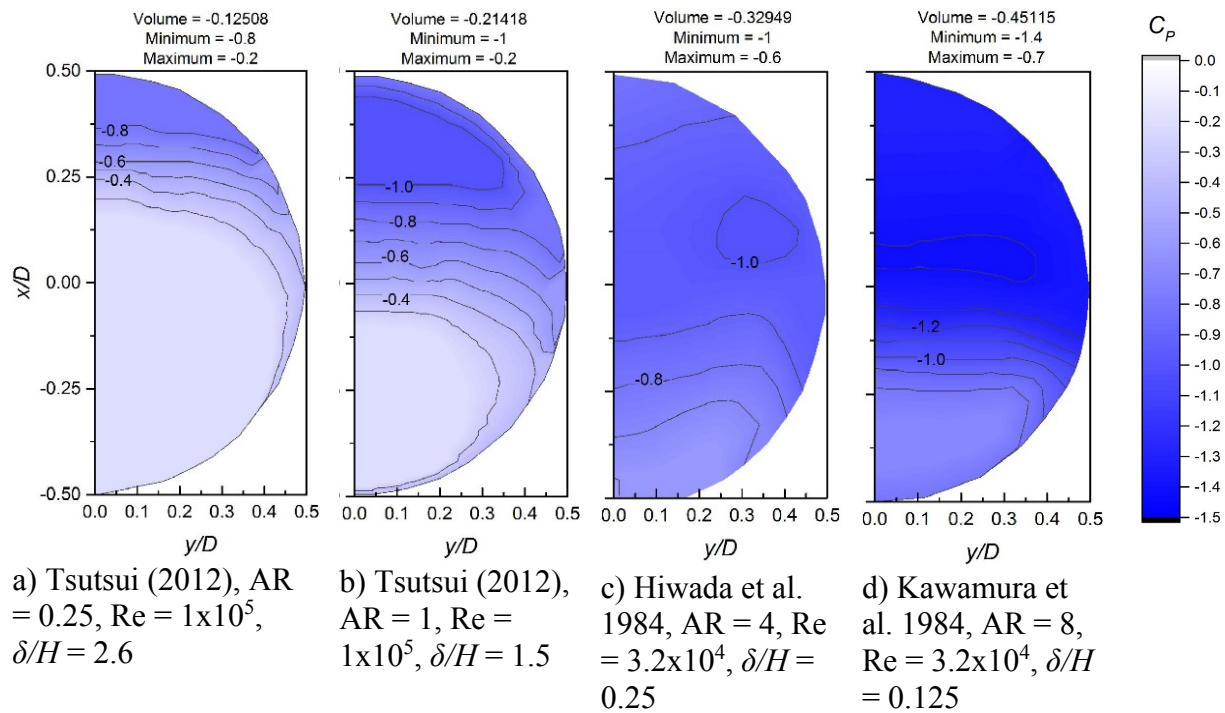 Volume = -0.12508
Minimum = -0.8
Maximum = -0.2
Volume = -0.21418
Minimum = -1
Maximum = -0.2
Volume = -0.32949
Minimum = -1
Maximum = -0.6
Volume = -0.45115
Minimum = -1.4
Maximum = -0.7
C_P
x/D
0.50
0.25
0.00
-0.25
-0.50
-0.8
-0.6
-0.4
-1.0
-0.8
-0.6
-0.4
-1.0
-0.8
-1.2
-1.0
0.0
-0.1
-0.2
-0.3
-0.4
-0.5
-0.6
-0.7
-0.8
-0.9
-1.0
-1.1
-1.2
-1.3
-1.4
-1.5
0.0 0.1 0.2 0.3 0.4 0.5
0.0 0.1 0.2 0.3 0.4 0.5
0.0 0.1 0.2 0.3 0.4 0.5
0.0 0.1 0.2 0.3 0.4 0.5
y/D
y/D
y/D
y/D
a) Tsutsui (2012), AR
= 0.25, Re = 1x10⁵,
δ/H = 2.6
b) Tsutsui (2012),
AR = 1, Re =
1x10⁵, δ/H = 1.5
c) Hiwada et al.
1984, AR = 4, Re
= 3.2x10⁴, δ/H =
0.25
d) Kawamura et
al. 1984, AR = 8,
Re = 3.2x10⁴, δ/H
= 0.125